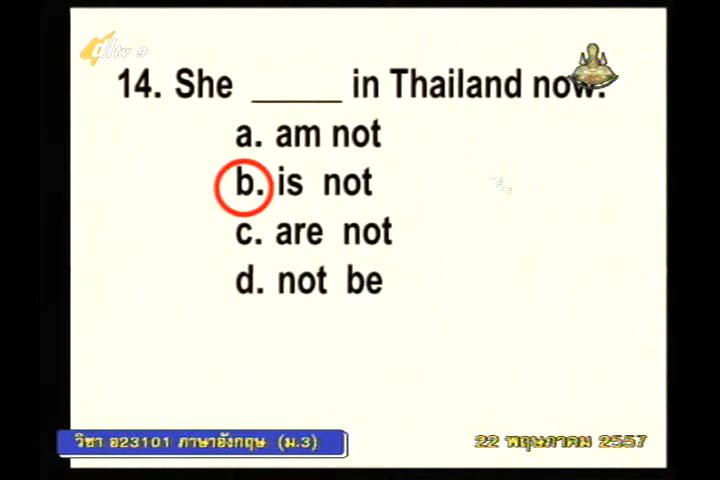 dltv 9
14. She _____ in Thailand now.
a. am not
b. is not
c. are not
d. not be
วิชา อ23101 ภาษาอังกฤษ (ม.3)
22 พฤษภาคม 2557